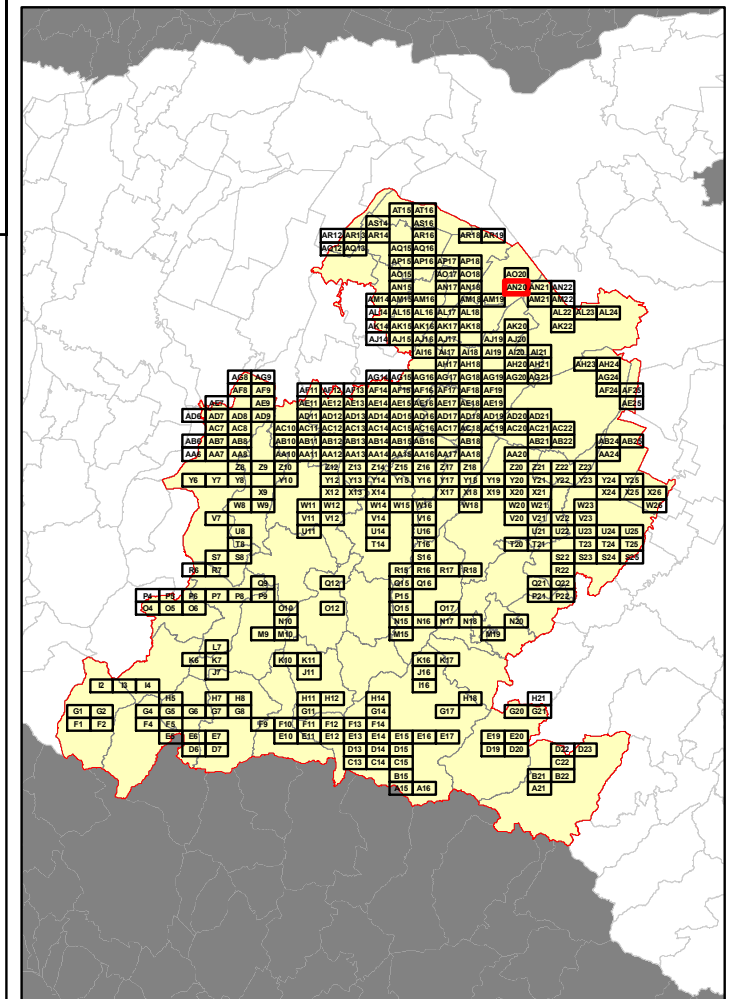 AT15 AT16
AS14 AS16
AR12 AR13 AR14 AR16 AR18 AR19
AQ12 AQ13 AQ15 AQ16
AP15 AP16 AP17 AP18
AO15 AO17 AO18 AO20
AN15 AN17 AN18 AN20 AN21 AN22
AM14 AM15 AM16 AM18 AM19 AM21 AM22
AL14 AL15 AL16 AL17 AL18 AL22 AL23 AL24
AK14 AK15 AK16 AK17 AK18 AK20 AK22
AJ14 AJ15 AJ16 AJ17 AJ19 AJ20
AI16 AI17 AI18 AI19 AI20 AI21
AH17 AH18 AH20 AH21 AH23 AH24
AG8 AG9 AG14 AG15 AG16 AG17 AG18 AG19 AG20 AG21 AG24
AF8 AF9 AF11 AF12 AF13 AF14 AF15 AF16 AF17 AF18 AF19 AF24 AF25
AE7 AE9 AE11 AE12 AE13 AE14 AE15 AE16 AE17 AE18 AE19 AE25
AD6 AD7 AD8 AD9 AD11 AD12 AD13 AD14 AD15 AD16 AD17 AD18 AD19 AD20 AD21
AC7 AC8 AC10 AC11 AC12 AC13 AC14 AC15 AC16 AC17 AC18 AC19 AC20 AC21 AC22
AB6 AB7 AB8 AB10 AB11 AB12 AB13 AB14 AB15 AB16 AB18 AB21 AB22 AB24 AB25
AA6 AA7 AA8 AA10 AA11 AA12 AA13 AA14 AA15 AA16 AA17 AA18 AA20 AA24
Z8 Z9 Z10 Z12 Z13 Z14 Z15 Z16 Z17 Z18 Z20 Z21 Z22 Z23
Y6 Y7 Y8 Y10 Y12 Y13 Y14 Y15 Y16 Y17 Y18 Y19 Y20 Y21 Y22 Y23 Y24 Y25
X9 X12 X13 X14 X17 X18 X19 X20 X21 X24 X25 X26
W8 W9 W11 W12 W14 W15 W16 W18 W20 W21 W23 W26
V7 V11 V12 V14 V16 V20 V21 V22 V23
U8 U11 U14 U16 U21 U22 U23 U24 U25
T8 T14 T16 T20 T21 T23 T24 T25
S7 S8 S16 S22 S23 S24 S25
R6 R7 R15 R16 R17 R18 R22
Q9 Q12 Q15 Q16 Q21 Q22
P4 P5 P6 P7 P8 P9 P15 P21 P22
O4 O5 O6 O10 O12 O15 O17
N10 N15 N16 N17 N18 N20
M9 M10 M15 M19
L7
K6 K7 K10 K11 K16 K17
J7 J11 J16
I2 I3 I4 I16
H5 H7 H8 H11 H12 H14 H18 H21
G1 G2 G4 G5 G6 G7 G8 G11 G14 G17 G20 G21
F1 F2 F4 F5 F9 F10 F11 F12 F13 F14
E5 E6 E7 E10 E11 E12 E13 E14 E15 E16 E17 E19 E20
D6 D7 D13 D14 D15 D19 D20 D22 D23
C13 C14 C15 C22
B15 B21 B22
A15 A16 A21